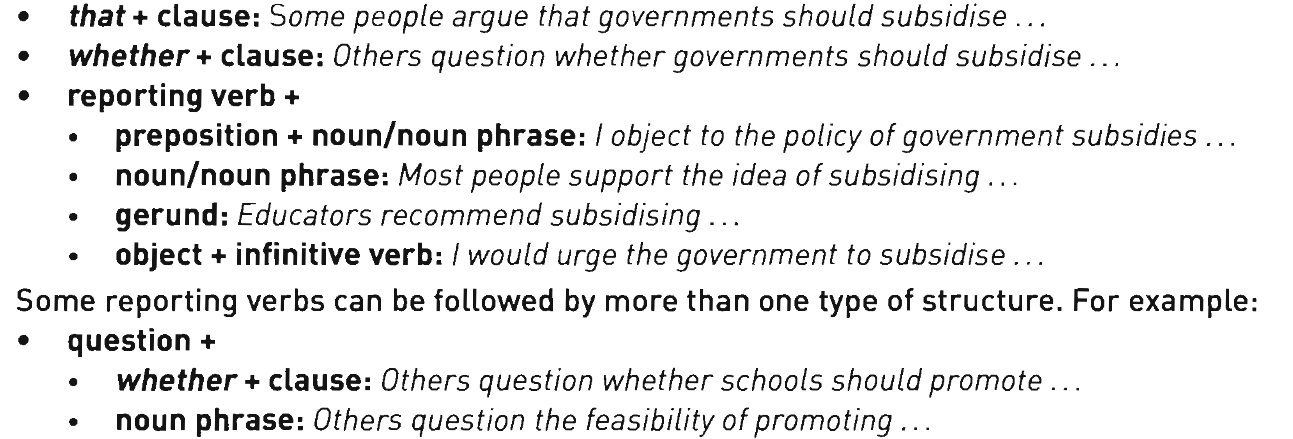 • that + clause: Some people argue that governments should subsidise ...
• whether + clause: Others question whether governments should subsidise ...
• reporting verb +
• preposition + noun/noun phrase: I object to the policy of government subsidies ...
• noun/noun phrase: Most people support the idea of subsidising ...
• gerund: Educators recommend subsidising ...
• object + infinitive verb: I would urge the government to subsidise ...
Some reporting verbs can be followed by more than one type of structure. For example:
• question +
• whether + clause: Others question whether schools should promote ...
• noun phrase: Others question the feasibility of promoting ...